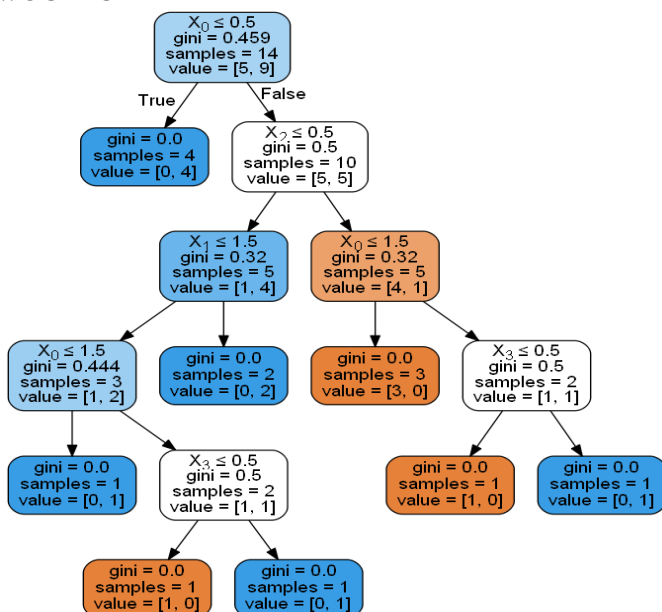 X₀ ≤ 0.5
gini = 0.459
samples = 14
value = [5, 9]
True
False
gini = 0.0
samples = 4
value = [0, 4]
X₂ ≤ 0.5
gini = 0.5
samples = 10
value = [5, 5]
X₁ ≤ 1.5
gini = 0.32
samples = 5
value = [1, 4]
X₀ ≤ 1.5
gini = 0.32
samples = 5
value = [4, 1]
X₀ ≤ 1.5
gini = 0.444
samples = 3
value = [1, 2]
gini = 0.0
samples = 2
value = [0, 2]
gini = 0.0
samples = 3
value = [3, 0]
X₃ ≤ 0.5
gini = 0.5
samples = 2
value = [1, 1]
gini = 0.0
samples = 1
value = [0, 1]
X₃ ≤ 0.5
gini = 0.5
samples = 2
value = [1, 1]
gini = 0.0
samples = 1
value = [1, 0]
gini = 0.0
samples = 1
value = [0, 1]
gini = 0.0
samples = 1
value = [1, 0]
gini = 0.0
samples = 1
value = [0, 1]